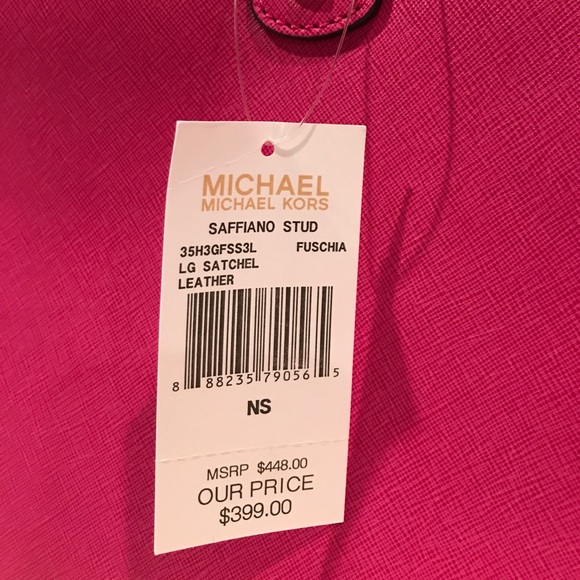 MICHAEL
MICHAEL KORS
SAFFIANO STUD
35H3GFSS3L FUSCHIA
LG SATCHEL
LEATHER
8 88235 79056 5
NS
MSRP $448.00
OUR PRICE
$399.00